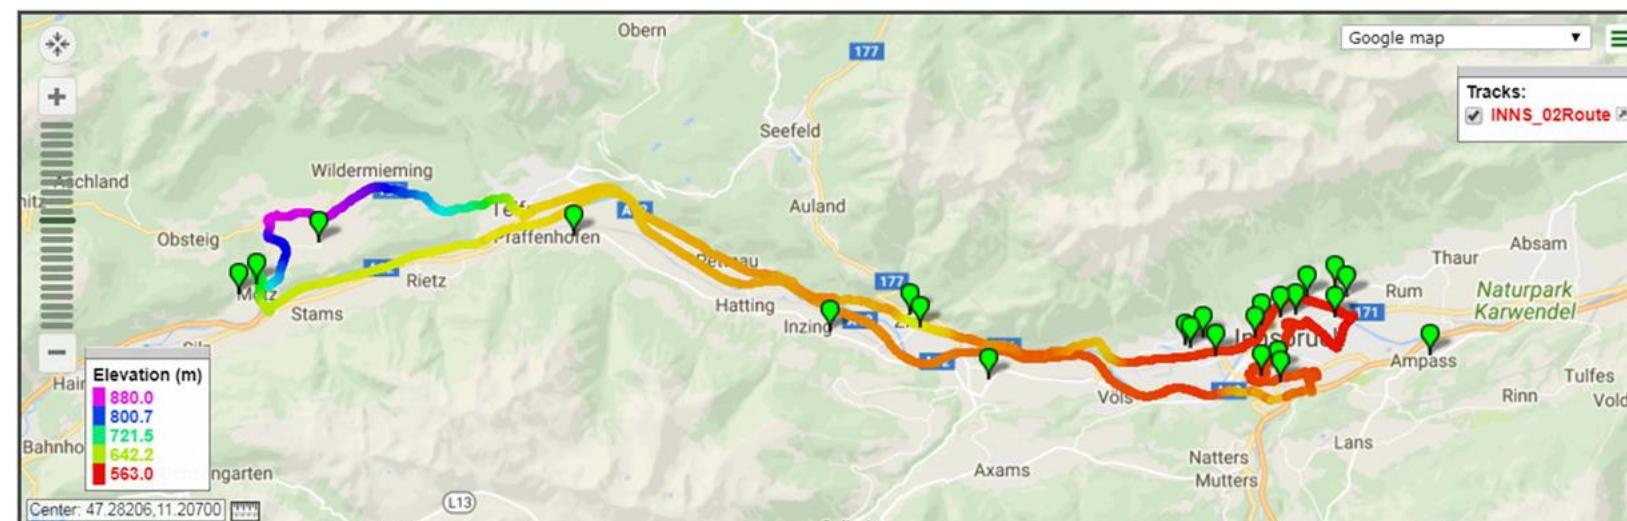 Obern
Google map
177
Tracks:
INNS_02Route
Seefeld
Wildermieming
Aschland
Auland
Obsteig
Pfaffenhofen
Absam
Thaur
Rietz
177
Rum
Naturpark
Karwendel
Hatting
Stams
Inzing
171
Innsbruck
Ampass
Elevation (m)
880.0
800.7
721.5
642.2
563.0
Tulfes
Völs
Rinn
Lans
Natters
Axams
Mutters
L13
Center: 47.28206,11.20700